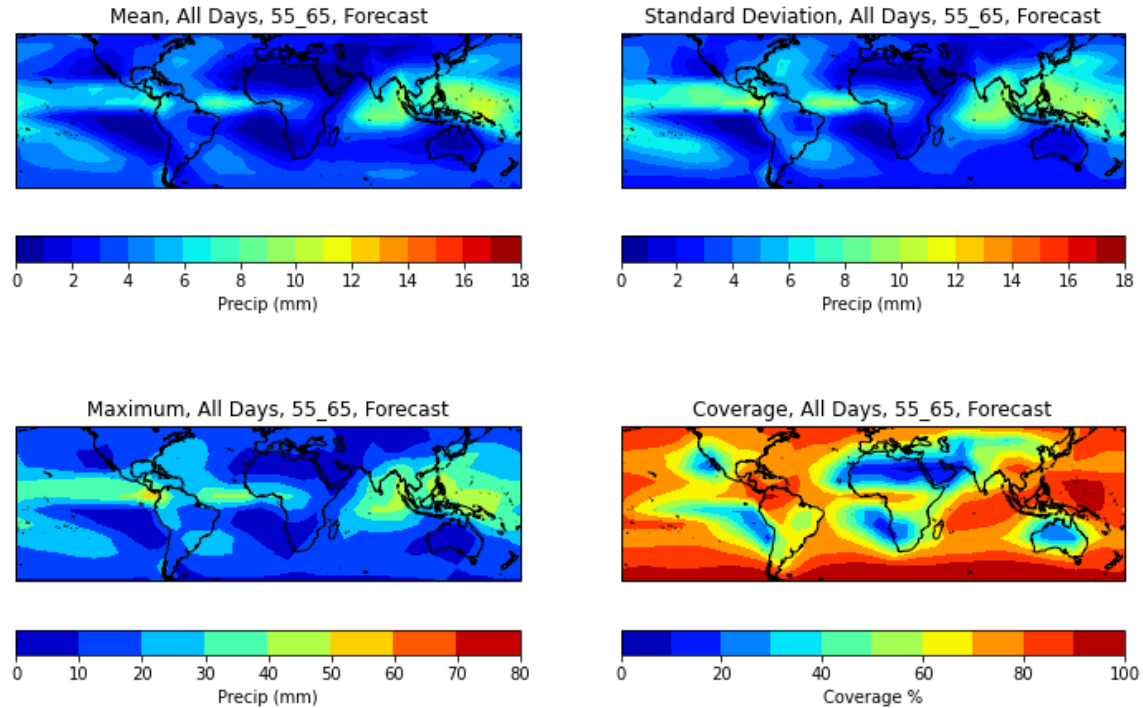 Mean, All Days, 55_65, Forecast
Standard Deviation, All Days, 55_65, Forecast
0 2 4 6 8 10 12 14 16 18
Precip (mm)
0 2 4 6 8 10 12 14 16 18
Precip (mm)
Maximum, All Days, 55_65, Forecast
Coverage, All Days, 55_65, Forecast
0 10 20 30 40 50 60 70 80
Precip (mm)
0 20 40 60 80 100
Coverage %